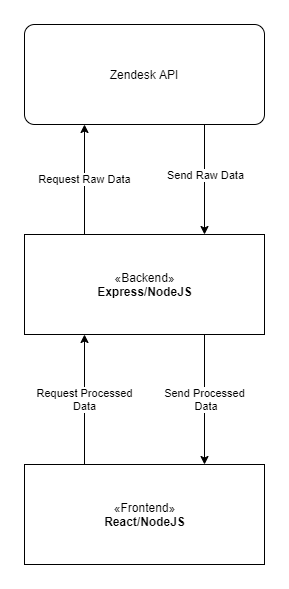 Zendesk API
Request Raw Data
Send Raw Data
«Backend»
Express/NodeJS
Request Processed
Data
Send Processed
Data
«Frontend»
React/NodeJS